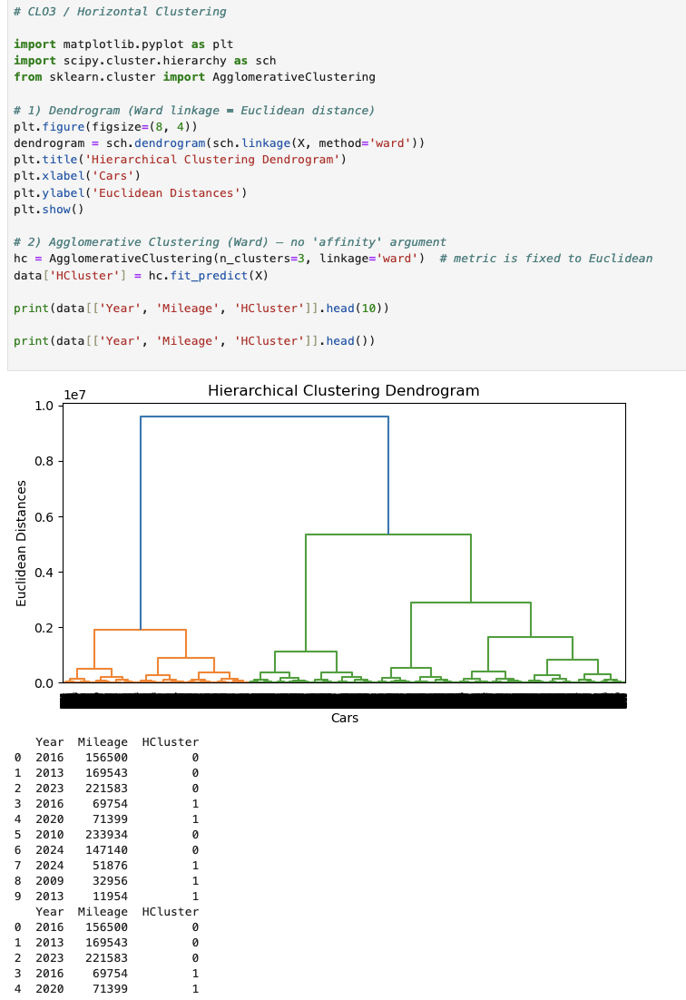 # CLO3 / Horizontal Clustering
import matplotlib.pyplot as plt
import scipy.cluster.hierarchy as sch
from sklearn.cluster import AgglomerativeClustering
# 1) Dendrogram (Ward linkage = Euclidean distance)
plt.figure(figsize=(8, 4))
dendrogram = sch.dendrogram(sch.linkage(X, method='ward'))
plt.title('Hierarchical Clustering Dendrogram')
plt.xlabel('Cars')
plt.ylabel('Euclidean Distances')
plt.show()
# 2) Agglomerative Clustering (Ward) — no 'affinity' argument
hc = AgglomerativeClustering(n_clusters=3, linkage='ward')  # metric is fixed to Euclidean
data['HCluster'] = hc.fit_predict(X)
print(data[['Year', 'Mileage', 'HCluster']].head(10))
print(data[['Year', 'Mileage', 'HCluster']].head())
Hierarchical Clustering Dendrogram
1e7
1.0
0.8
0.6
0.4
0.2
0.0
Euclidean Distances
Cars
Year Mileage HCluster
0 2016 156500 0
1 2013 169543 0
2 2023 221583 0
3 2016 69754 1
4 2020 71399 1
5 2010 233934 0
6 2024 147140 0
7 2024 51876 1
8 2009 32956 1
9 2013 11954 1
Year Mileage HCluster
0 2016 156500 0
1 2013 169543 0
2 2023 221583 0
3 2016 69754 1
4 2020 71399 1